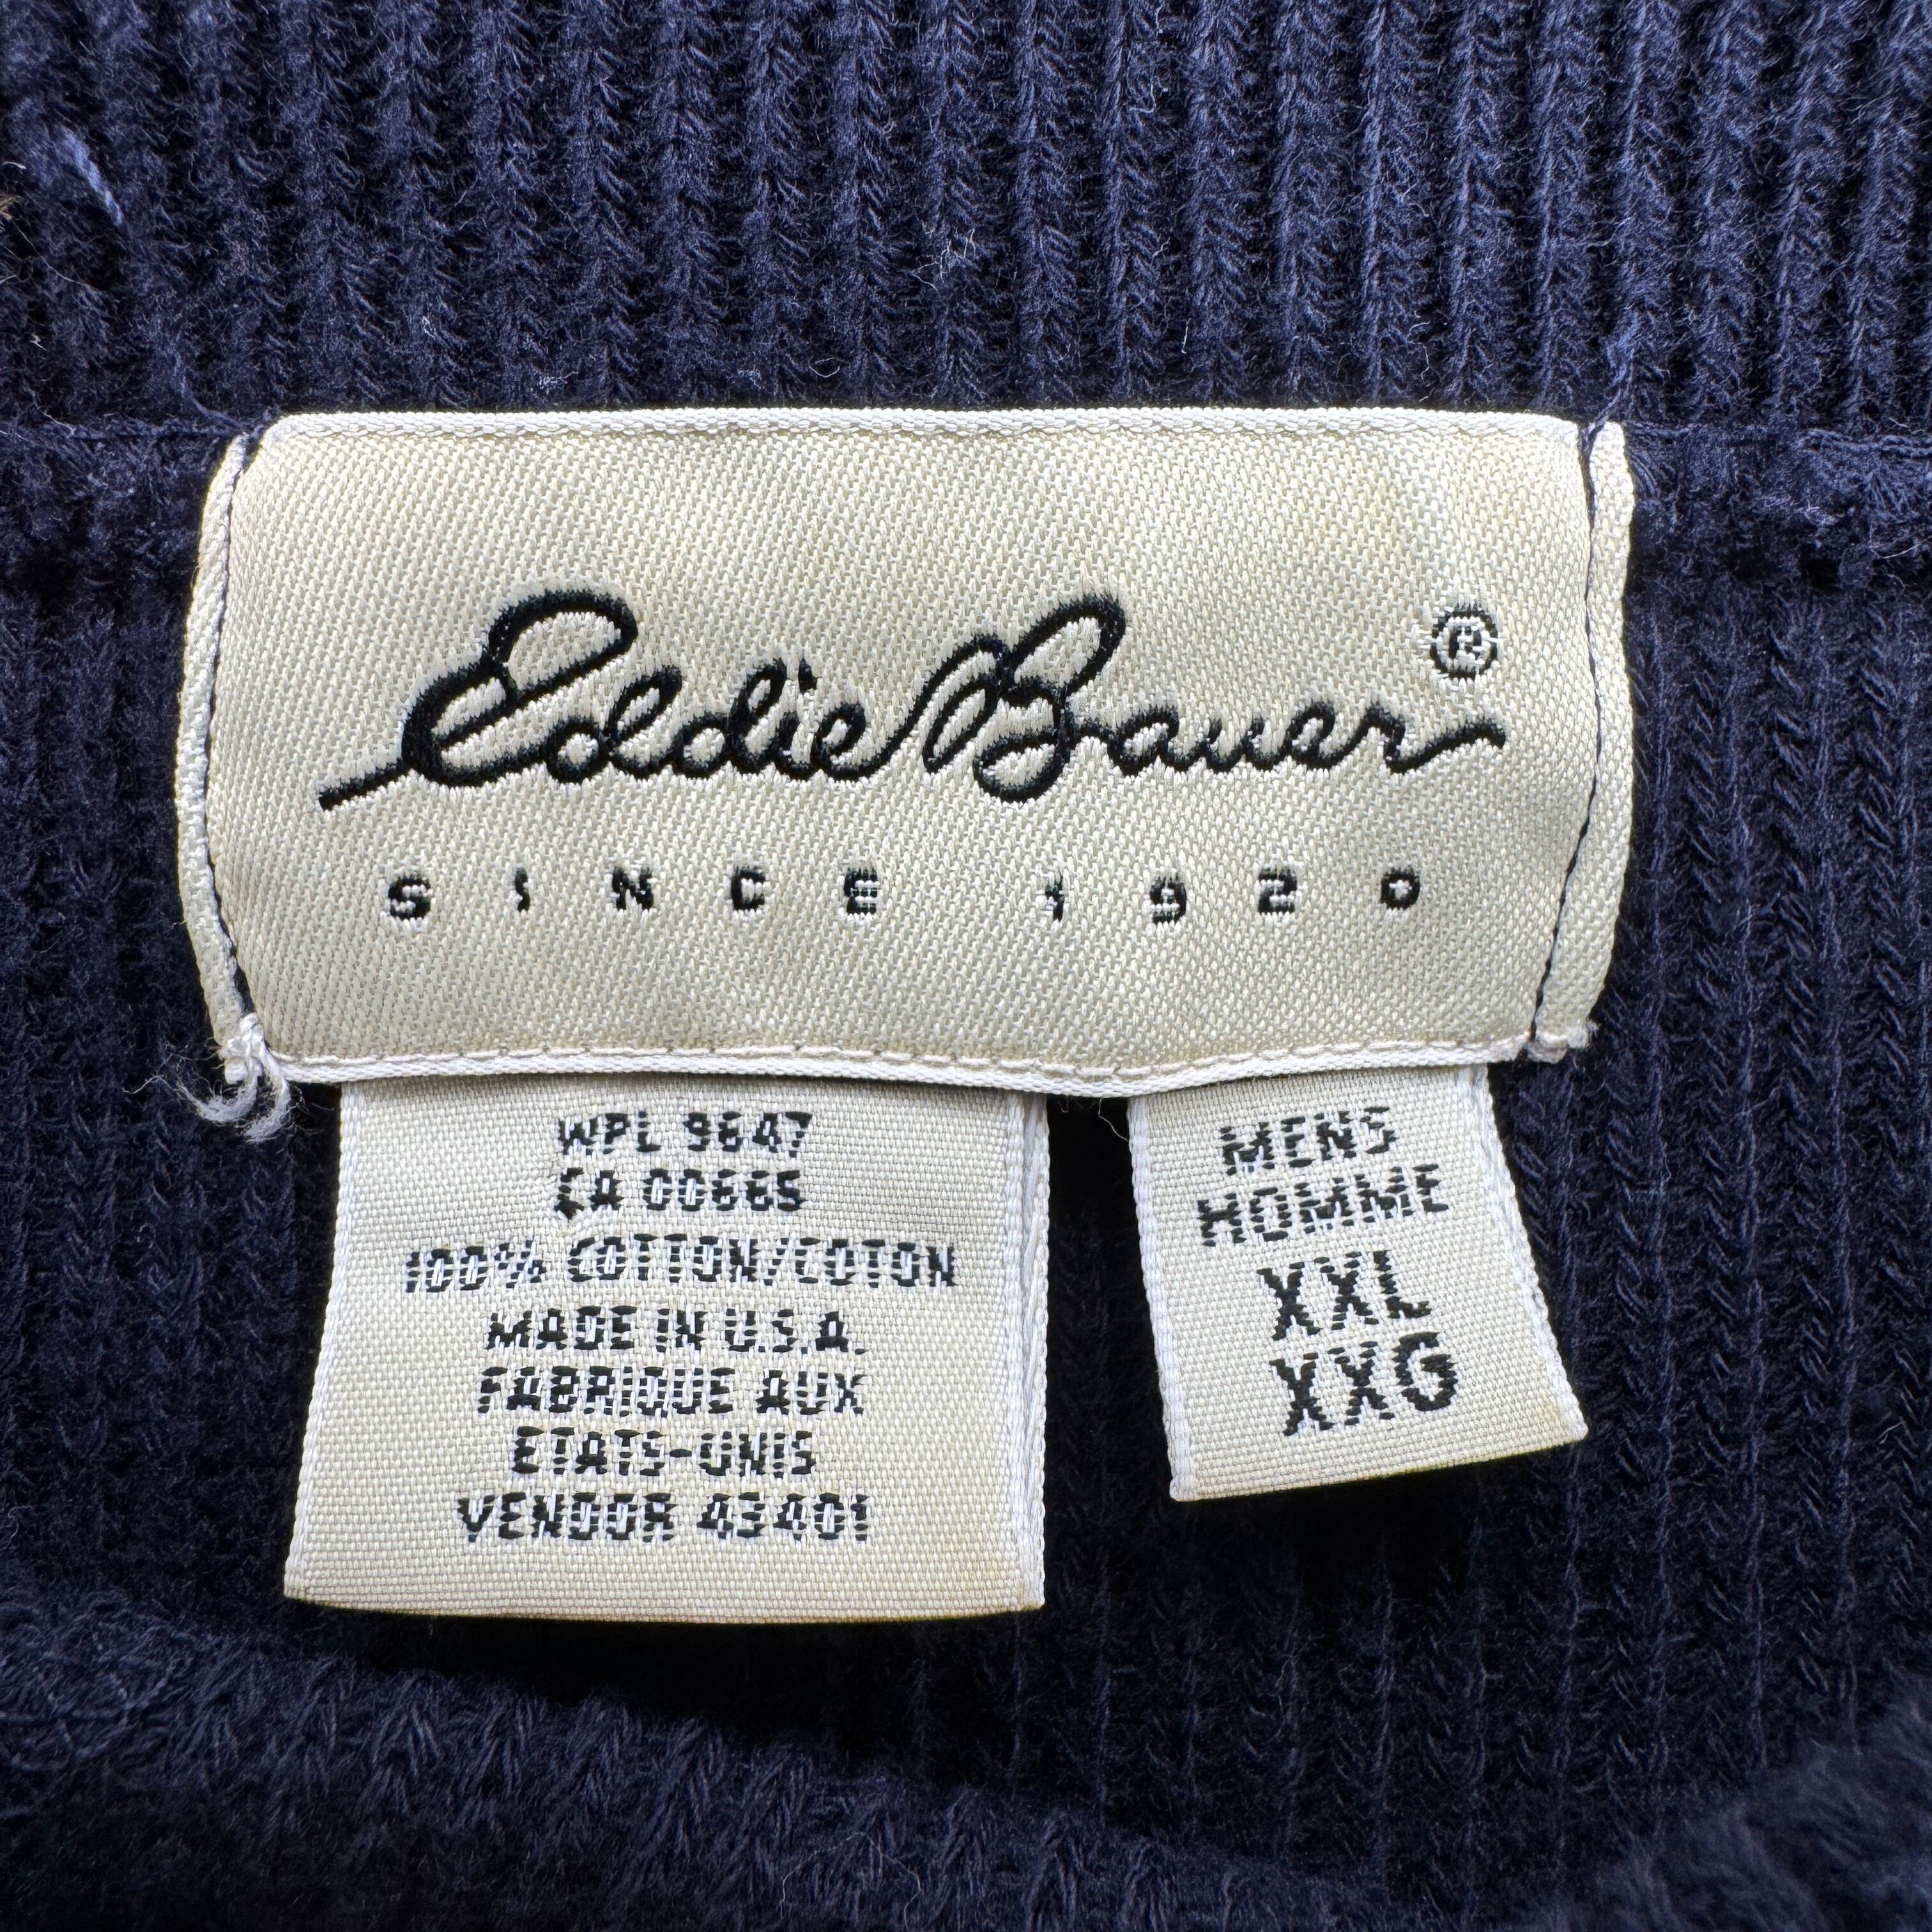 Eddie Bauer®
SINCE 1920
WPL 9647
CA 00665
100% COTTON/COTON
MADE IN U.S.A.
FABRIQUE AUX
ETATS-UNIS
VENDOR 43401
MENS
HOMME
XXL
XXG